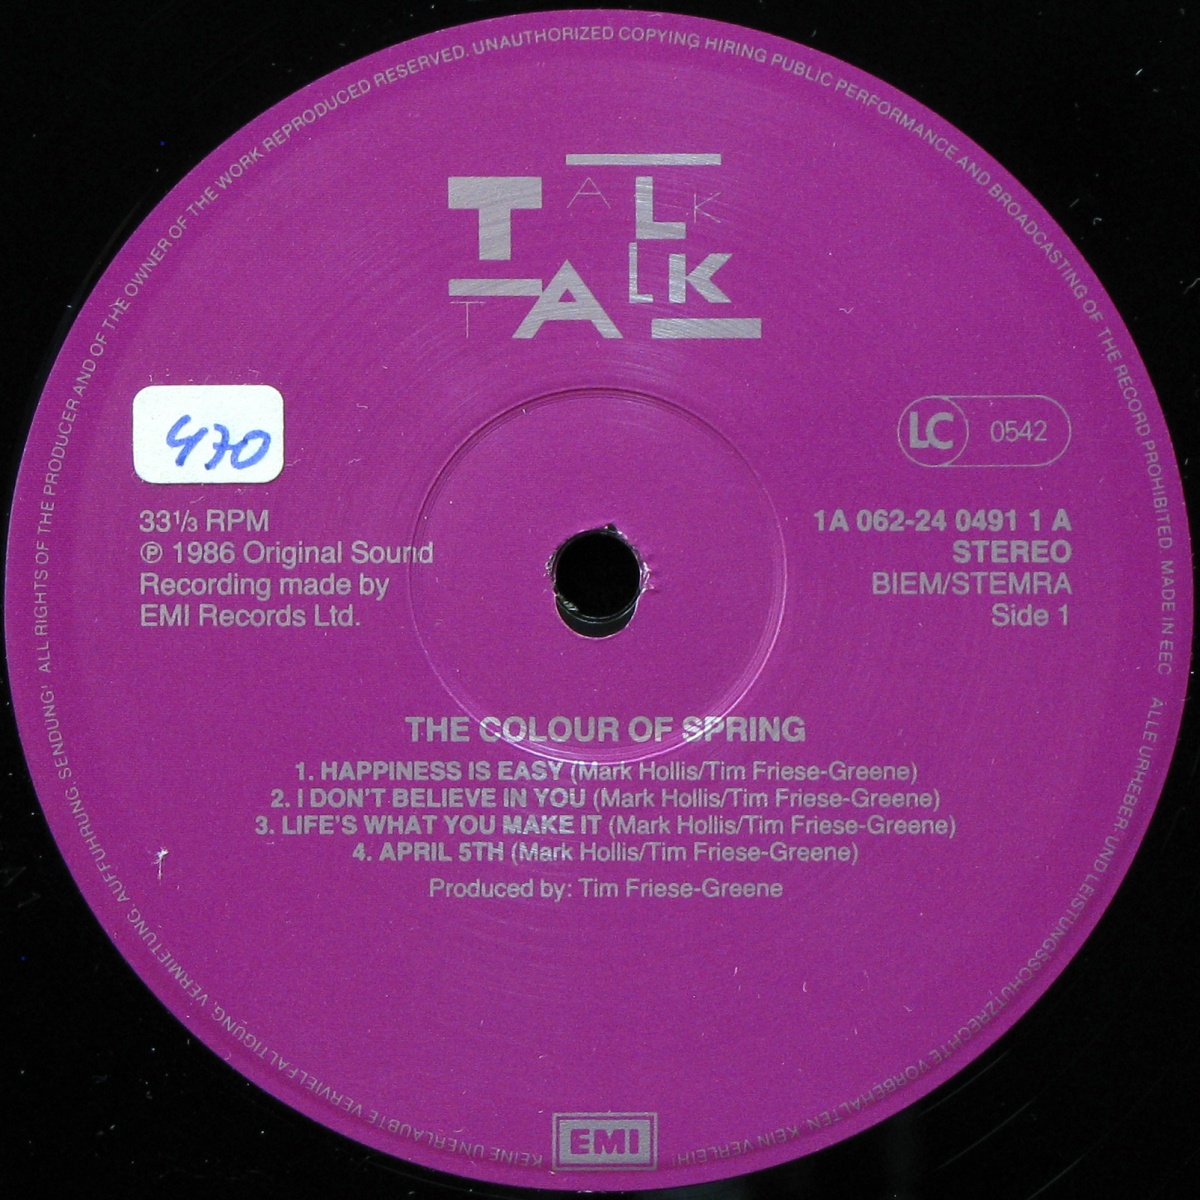 TALK
TALK
470
LC 0542
33⅓ RPM
℗ 1986 Original Sound
Recording made by
EMI Records Ltd.
1A 062-24 0491 1 A
STEREO
BIEM/STEMRA
Side 1
THE COLOUR OF SPRING
1. HAPPINESS IS EASY (Mark Hollis/Tim Friese-Greene)
2. I DON'T BELIEVE IN YOU (Mark Hollis/Tim Friese-Greene)
3. LIFE'S WHAT YOU MAKE IT (Mark Hollis/Tim Friese-Greene)
4. APRIL 5TH (Mark Hollis/Tim Friese-Greene)
Produced by: Tim Friese-Greene
EMI
ALL RIGHTS OF THE PRODUCER AND OF THE OWNER OF THE WORK REPRODUCED RESERVED. UNAUTHORIZED COPYING HIRING PUBLIC PERFORMANCE AND BROADCASTING OF THE RECORD PROHIBITED. MADE IN EEC
ALLE URHEBER-UND LEISTUNGSSCHUTZRECHTE VORBEHALTEN. KEIN VERLEIH! KEINE UNERLAUBTE VERVIELFÄLTIGUNG, VERMIETUNG, AUFFÜHRUNG, SENDUNG!